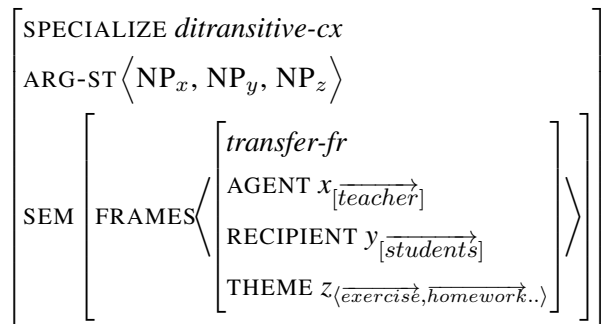 SPECIALIZE ditransitive-cx
ARG-ST⟨NPx, NPy, NPz⟩
transfer-fr
AGENT x[teacher]
SEM FRAMES RECIPIENT y[students]
THEME z⟨exercise,homework..⟩